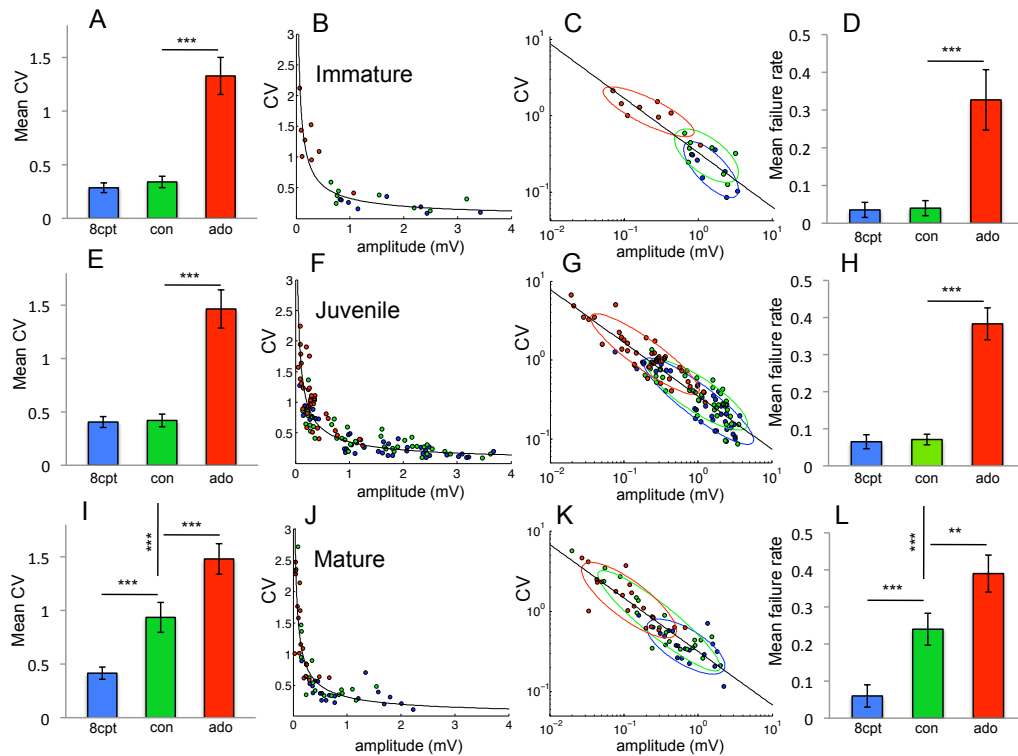 A
B
C
D
Mean CV
1.5
1
0.5
0
***
8cpt
con
ado
CV
3
2.5
2
1.5
1
0.5
0
1
2
3
4
amplitude (mV)
Immature
CV
10^1
10^0
10^-1
10^-2
10^-1
10^0
10^1
amplitude (mV)
Mean failure rate
0.5
0.4
0.3
0.2
0.1
0
***
8cpt
con
ado
E
F
G
H
Mean CV
1.5
1
0.5
0
***
8cpt
con
ado
CV
3
2.5
2
1.5
1
0.5
0
1
2
3
4
amplitude (mV)
Juvenile
CV
10^1
10^0
10^-1
10^-2
10^-1
10^0
10^1
amplitude (mV)
Mean failure rate
0.5
0.4
0.3
0.2
0.1
0
***
8cpt
con
ado
I
J
K
L
Mean CV
1.5
1
0.5
0
***
***
***
8cpt
con
ado
CV
3
2.5
2
1.5
1
0.5
0
1
2
3
4
amplitude (mV)
Mature
CV
10^1
10^0
10^-1
10^-2
10^-1
10^0
10^1
amplitude (mV)
Mean failure rate
0.5
0.4
0.3
0.2
0.1
0
***
***
**
8cpt
con
ado